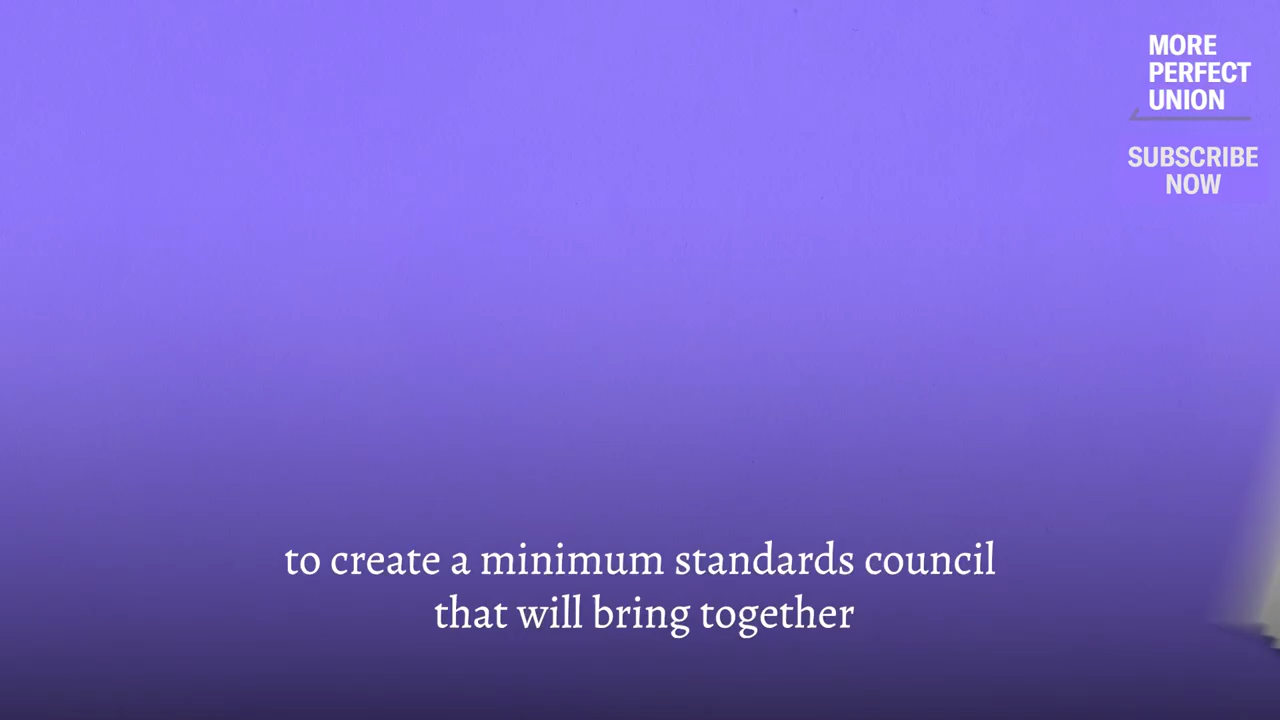 MORE
PERFECT
UNION
SUBSCRIBE
NOW
to create a minimum standards council
that will bring together